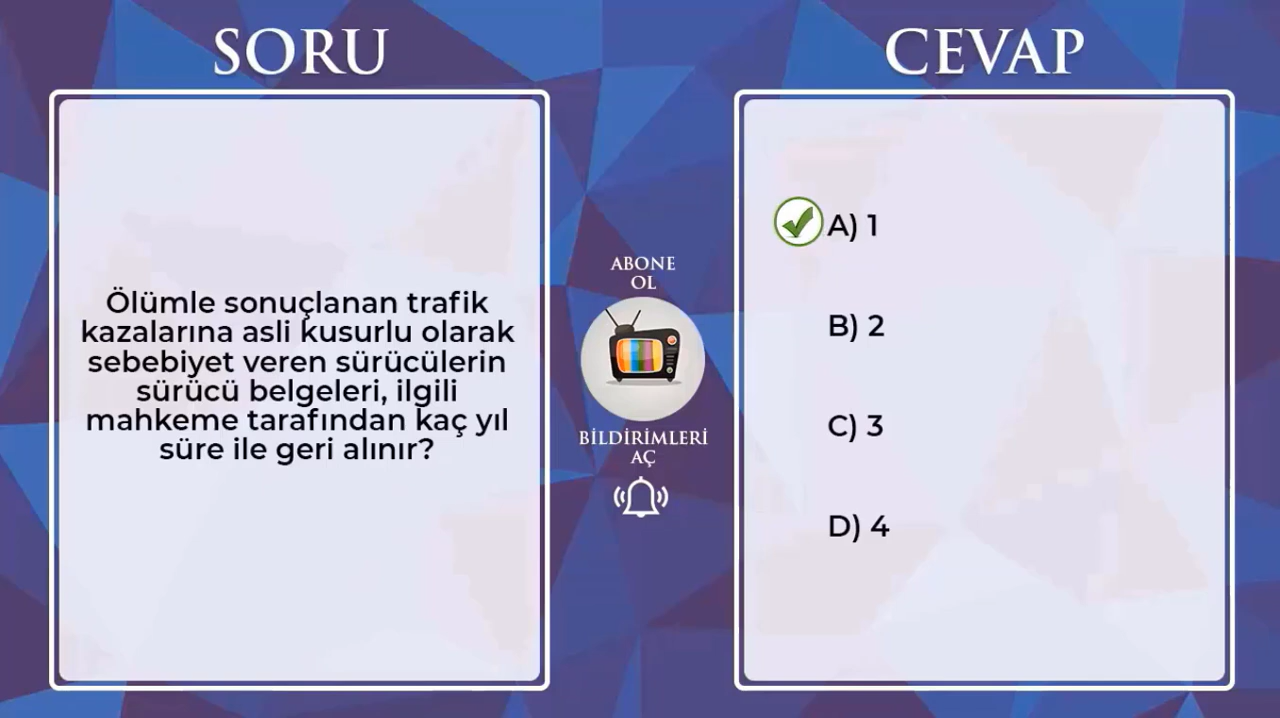 SORU
Ölümle sonuçlanan trafik
kazalarına asli kusurlu olarak
sebebiyet veren sürücülerin
sürücü belgeleri, ilgili
mahkeme tarafından kaç yıl
süre ile geri alınır?
ABONE
OL
BİLDİRİMLERİ
AÇ
CEVAP
A) 1
B) 2
C) 3
D) 4